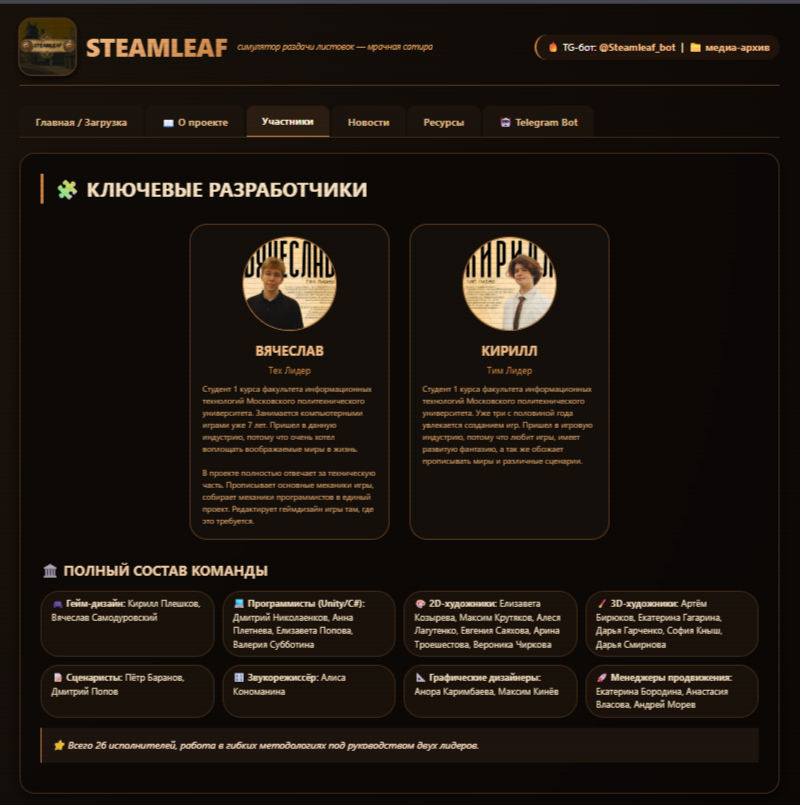 STEAMLEAF
STEAMLEAF симулятор раздачи листовок — мрачная сатира
🔥 TG-бот: @Steamleaf_bot | 📁 медиа-архив
Главная / Загрузка
О проекте
Участники
Новости
Ресурсы
Telegram Bot
КЛЮЧЕВЫЕ РАЗРАБОТЧИКИ
ВЯЧЕСЛАВ
Тех Лидер
Студент 1 курса факультета информационных
технологий Московского политехнического
университета. Занимается компьютерными
играми уже 7 лет. Пришел в данную
индустрию, потому что очень хотел
воплощать воображаемые миры в жизнь.
В проекте полностью отвечает за техническую
часть. Прописывает основные механики игры,
собирает механики программистов в единый
проект. Редактирует геймдизайн игры там, где
это требуется.
КИРИЛЛ
Тим Лидер
Студент 1 курса факультета информационных
технологий Московского политехнического
университета. Уже три с половиной года
увлекается созданием игр. Пришел в игровую
индустрию, потому что любит игры, имеет
развитую фантазию, а так же обожает
прописывать миры и различные сценарии.
ПОЛНЫЙ СОСТАВ КОМАНДЫ
Гейм-дизайн: Кирилл Плешков,
Вячеслав Самодуровский
Программисты (Unity/C#):
Дмитрий Николаенков, Анна
Плетнева, Елизавета Попова,
Валерия Субботина
2D-художники: Елизавета
Козырева, Максим Крутяков, Алеся
Лагутенко, Евгения Саяхова, Арина
Троешестова, Вероника Чиркова
3D-художники: Артём
Бирюков, Екатерина Гагарина,
Дарья Гарченко, София Кныш,
Дарья Смирнова
Сценаристы: Пётр Баранов,
Дмитрий Попов
Звукорежиссёр: Алиса
Кономанина
Графические дизайнеры:
Анора Каримбаева, Максим Кинёв
Менеджеры продвижения:
Екатерина Бородина, Анастасия
Власова, Андрей Морев
Всего 26 исполнителей, работа в гибких методологиях под руководством двух лидеров.